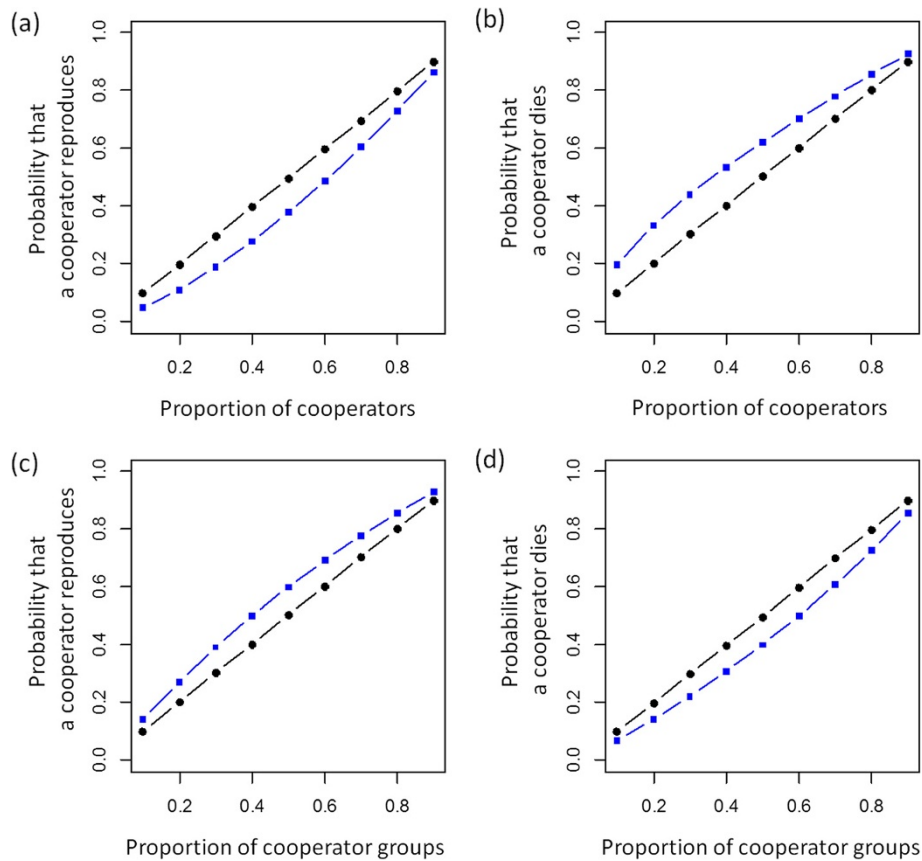 (a)
Probability that
a cooperator reproduces
0.0 0.2 0.4 0.6 0.8 1.0
0.2 0.4 0.6 0.8
Proportion of cooperators
(b)
Probability that
a cooperator dies
0.0 0.2 0.4 0.6 0.8 1.0
0.2 0.4 0.6 0.8
Proportion of cooperators
(c)
Probability that
a cooperator reproduces
0.0 0.2 0.4 0.6 0.8 1.0
0.2 0.4 0.6 0.8
Proportion of cooperator groups
(d)
Probability that
a cooperator dies
0.0 0.2 0.4 0.6 0.8 1.0
0.2 0.4 0.6 0.8
Proportion of cooperator groups